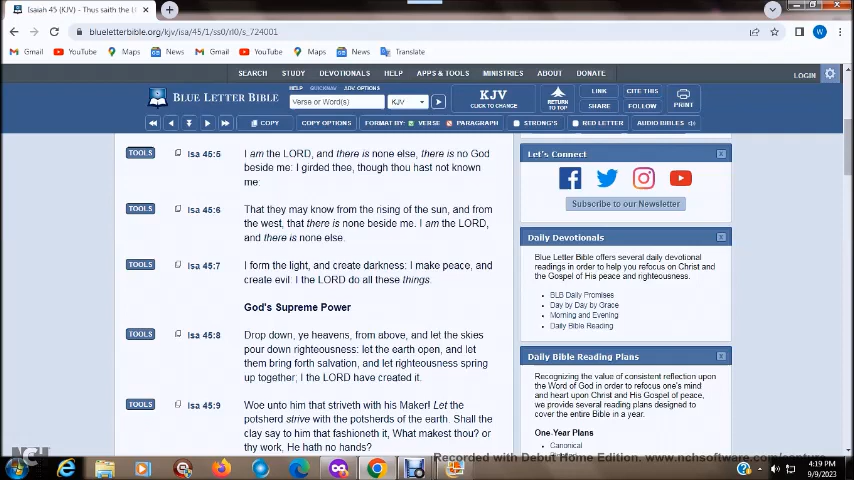 Isaiah 45 (KJV) - Thus saith the L
blueletterbible.org/kjv/isa/45/1/ss0/rl0/s_724001
Gmail YouTube Maps News Gmail YouTube Maps News Translate
SEARCH STUDY DEVOTIONALS HELP APPS & TOOLS MINISTRIES ABOUT DONATE
LOGIN
BLUE LETTER BIBLE
HELP QUICKNAV ADV. OPTIONS
Verse or Word(s) KJV
KJV
CLICK TO CHANGE
RETURN
TO TOP
LINK CITE THIS
SHARE FOLLOW
PRINT
COPY COPY OPTIONS FORMAT BY: VERSE PARAGRAPH STRONG'S RED LETTER AUDIO BIBLES
TOOLS Isa 45:5 I am the LORD, and there is none else, there is no God
beside me: I girded thee, though thou hast not known
me:
TOOLS Isa 45:6 That they may know from the rising of the sun, and from
the west, that there is none beside me. I am the LORD,
and there is none else.
TOOLS Isa 45:7 I form the light, and create darkness: I make peace, and
create evil: I the LORD do all these things.
God's Supreme Power
TOOLS Isa 45:8 Drop down, ye heavens, from above, and let the skies
pour down righteousness: let the earth open, and let
them bring forth salvation, and let righteousness spring
up together; I the LORD have created it.
TOOLS Isa 45:9 Woe unto him that striveth with his Maker! Let the
potsherd strive with the potsherds of the earth. Shall the
clay say to him that fashioneth it, What makest thou? or
thy work, He hath no hands?
Let's Connect
Subscribe to our Newsletter
Daily Devotionals
Blue Letter Bible offers several daily devotional
readings in order to help you refocus on Christ and
the Gospel of His peace and righteousness.
BLB Daily Promises
Day by Day by Grace
Morning and Evening
Daily Bible Reading
Daily Bible Reading Plans
Recognizing the value of consistent reflection upon
the Word of God in order to refocus one's mind
and heart upon Christ and His Gospel of peace,
we provide several reading plans designed to
cover the entire Bible in a year.
One-Year Plans
Canonical
Recorded with Debut Home Edition. www.nchsoftware.com/
NCH
4:19 PM
9/9/2023